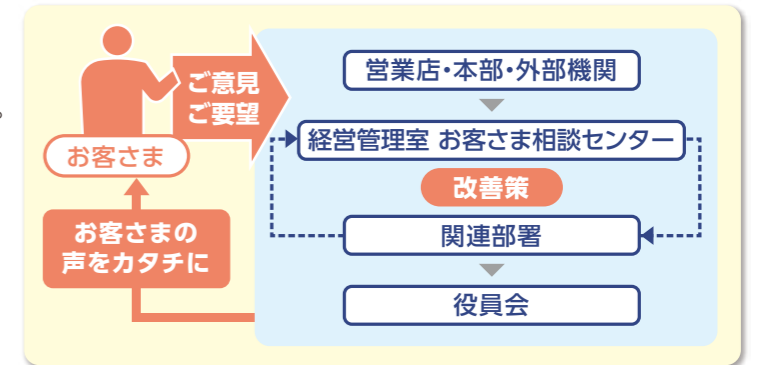 ご意見
ご要望
お客さま
お客さまの
声をカタチに
営業店・本部・外部機関
経営管理室 お客さま相談センター
改善策
関連部署
役員会